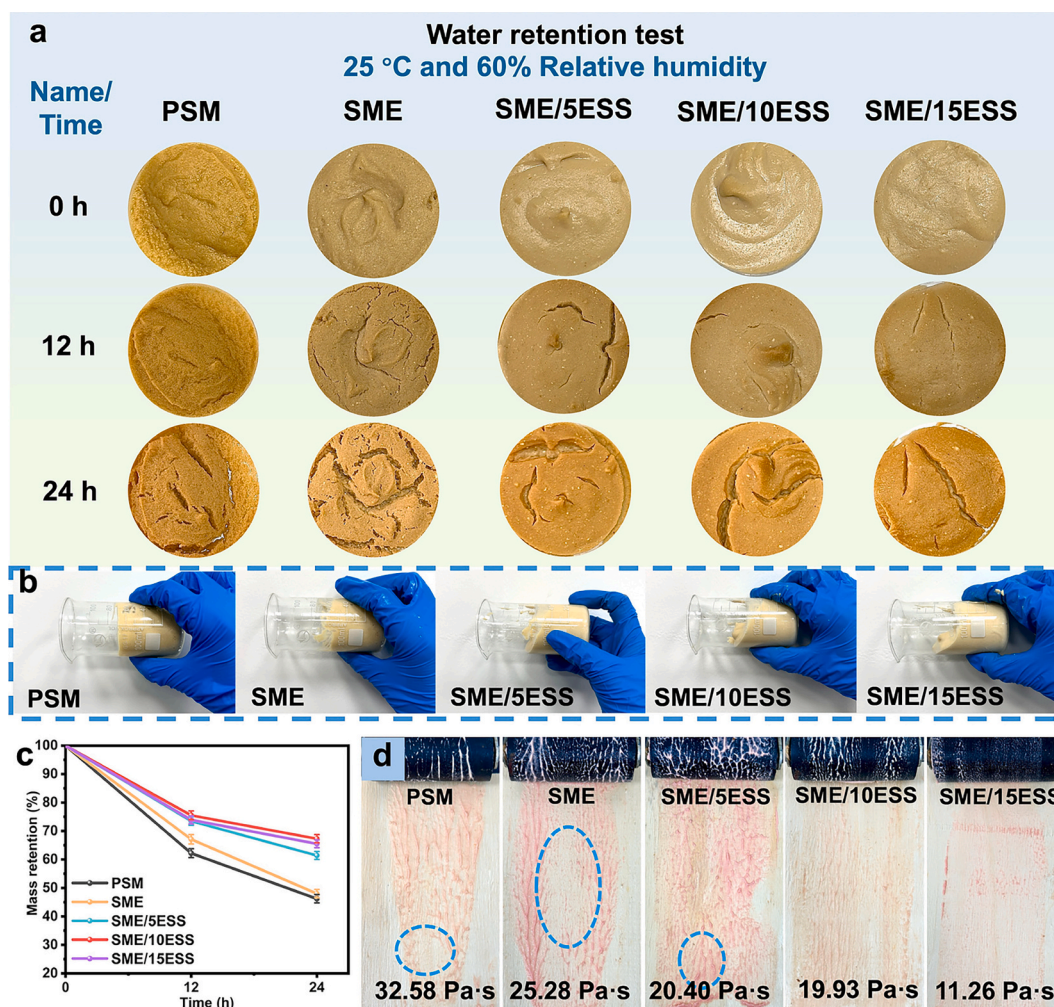 a
Water retention test
25 °C and 60% Relative humidity
Name/
Time
PSM
SME
SME/5ESS
SME/10ESS
SME/15ESS
0 h
12 h
24 h
b
PSM
SME
SME/5ESS
SME/10ESS
SME/15ESS
c
Mass retention (%)
100
90
80
70
60
50
40
30
20
PSM
SME
SME/5ESS
SME/10ESS
SME/15ESS
0
12
24
Time (h)
d
PSM
SME
SME/5ESS
SME/10ESS
SME/15ESS
32.58 Pa·s
25.28 Pa·s
20.40 Pa·s
19.93 Pa·s
11.26 Pa·s